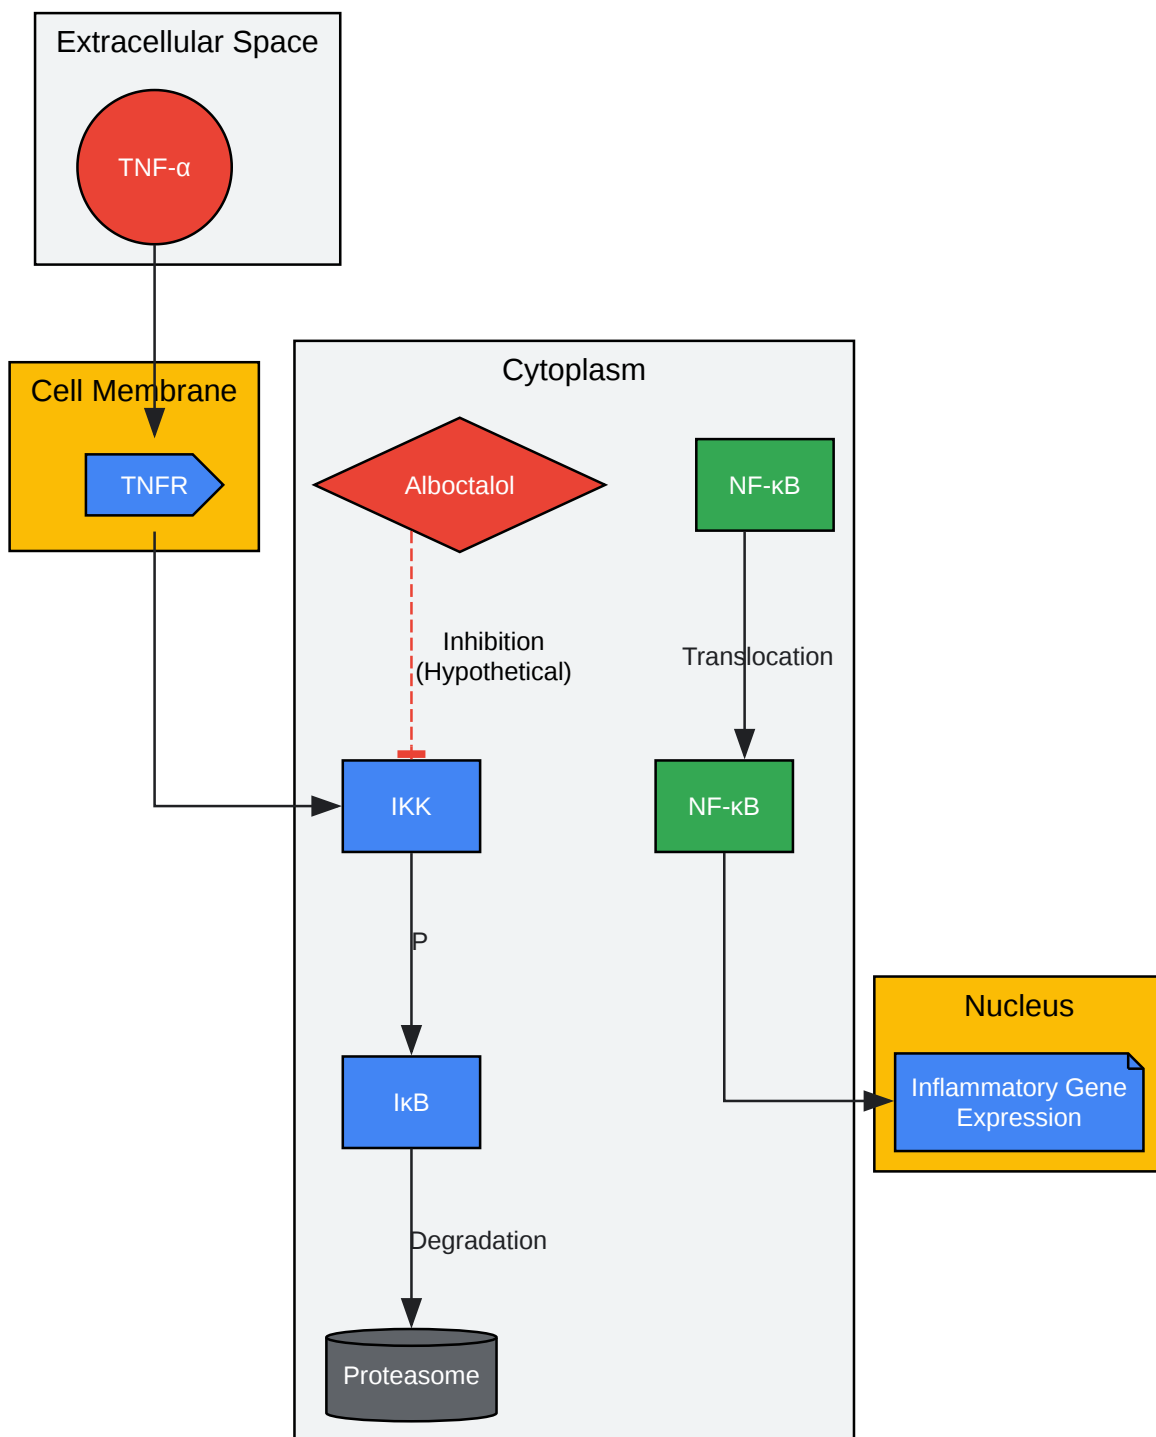 Extracellular Space
TNF-α
Cell Membrane
TNFR
Cytoplasm
Alboctalol
NF-κB
Inhibition
(Hypothetical)
Translocation
IKK
NF-κB
P
IκB
Nucleus
Inflammatory Gene
Expression
Degradation
Proteasome